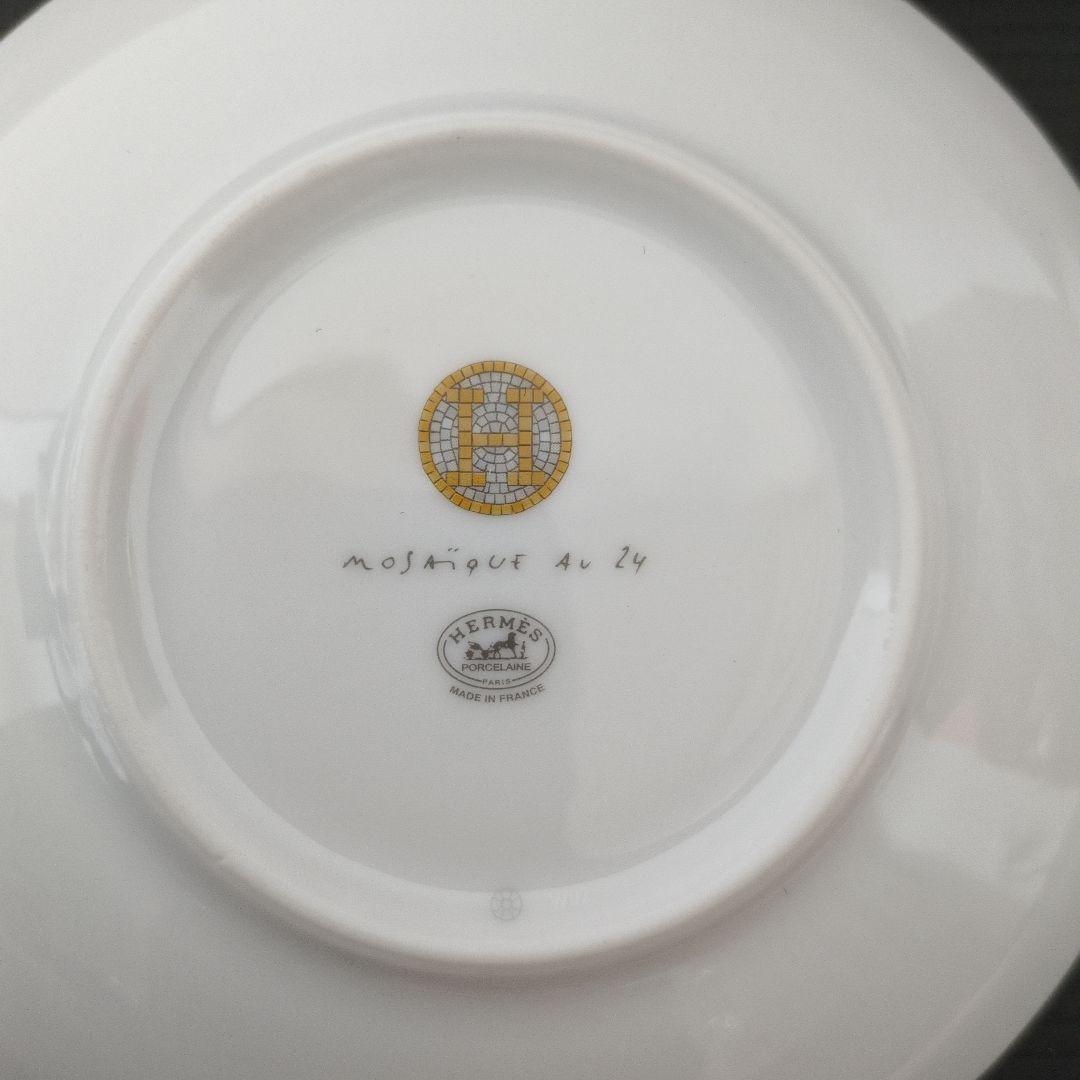 H
MOSAÏQUE AU 24
HERMÈS
PORCELAINE
PARIS
MADE IN FRANCE